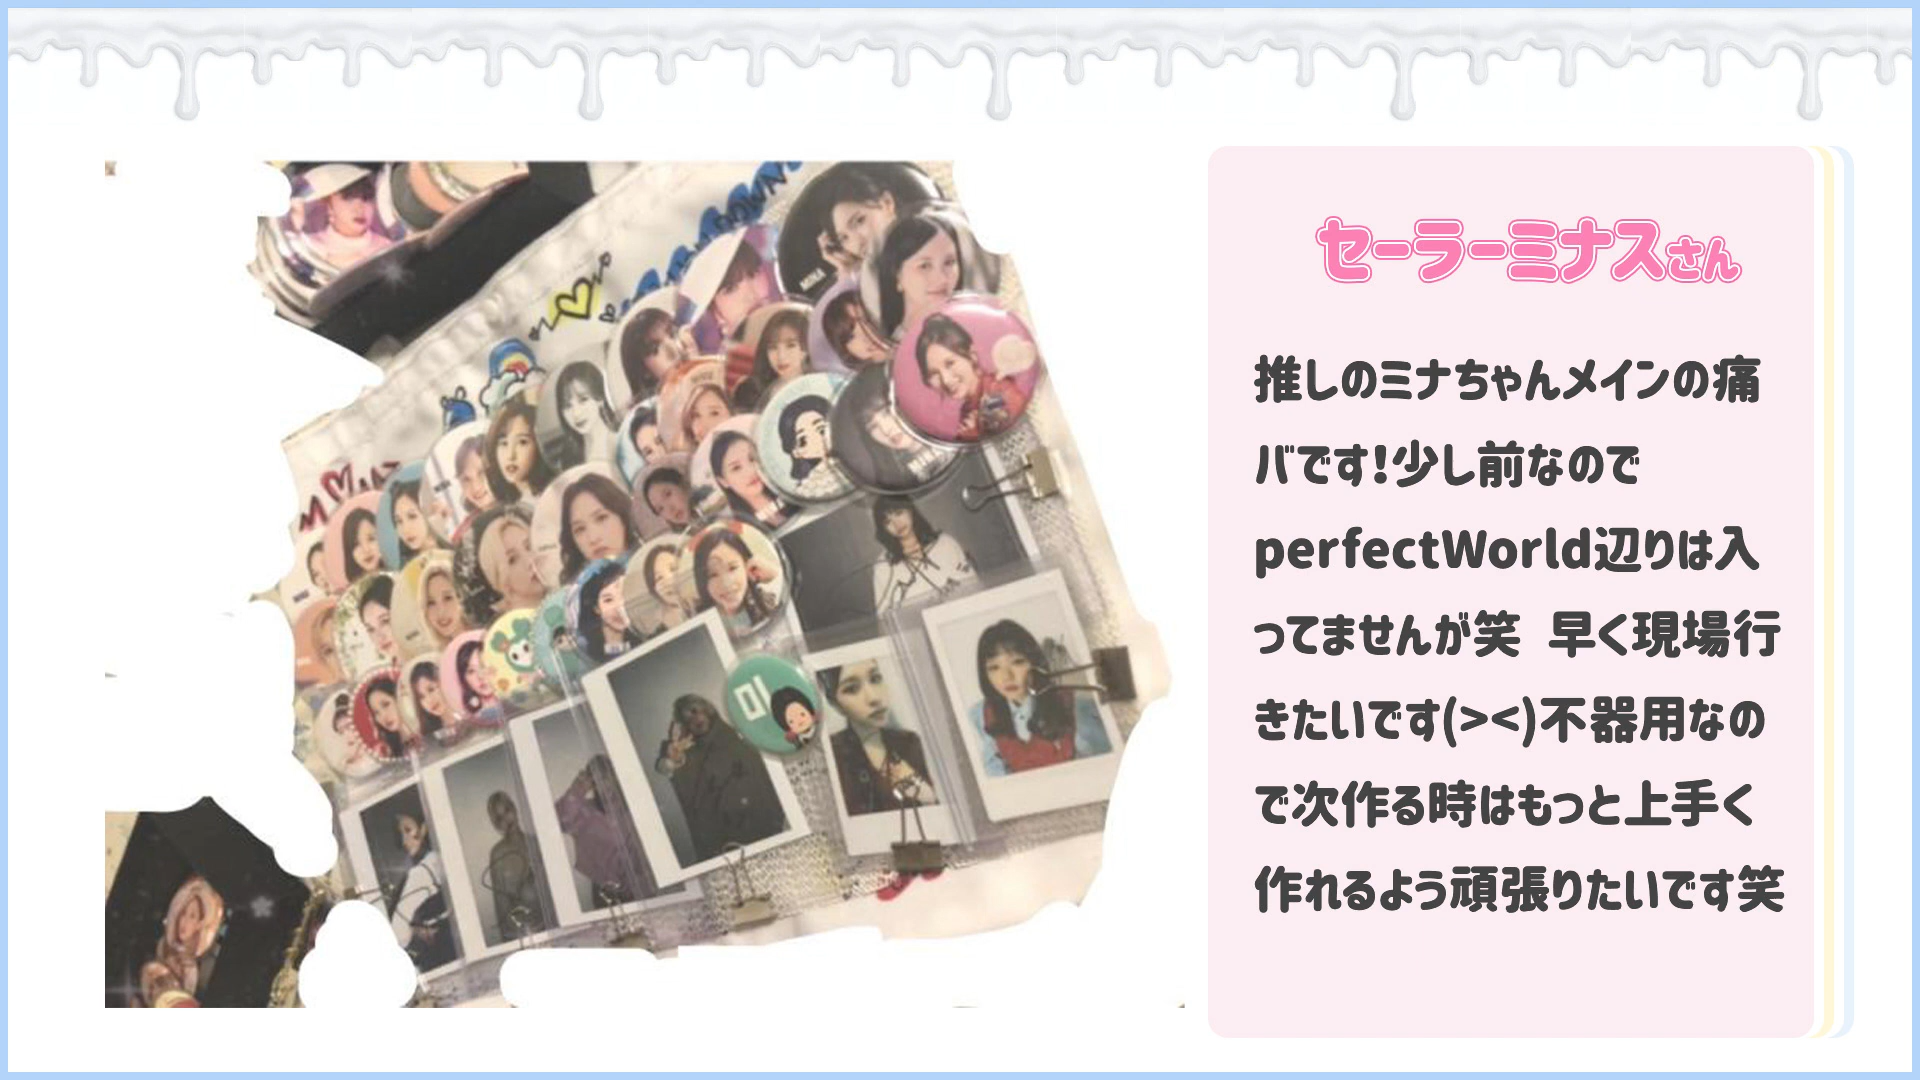 セーラーミナスさん
推しのミナちゃんメインの痛
バです!少し前なので
perfectWorld辺りは入
ってませんが笑 早く現場行
きたいです(><)不器用なの
で次作る時はもっと上手く
作れるよう頑張りたいです笑
MINA
미